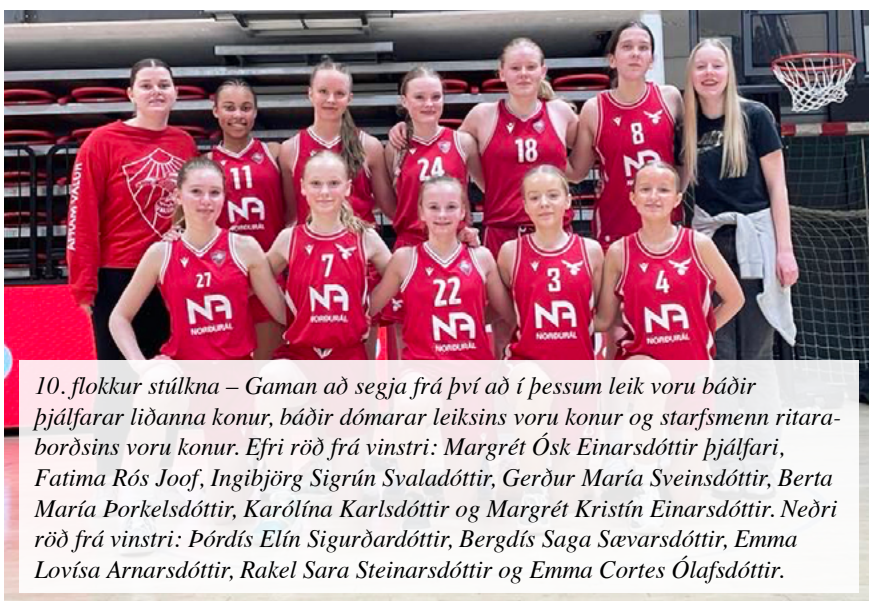 ÁFRAM VALUR
11
24
18
8
NA
NORÐURÁL
27
NA
NORÐURÁL
7
NA
NORÐURÁL
22
NA
NORÐURÁL
3
NA
NORÐURÁL
4
NA
NORÐURÁL
10. flokkur stúlkna – Gaman að segja frá því að í þessum leik voru báðir
þjálfarar liðanna konur, báðir dómarar leiksins voru konur og starfsmenn ritara-
borðsins voru konur. Efri röð frá vinstri: Margrét Ósk Einarsdóttir þjálfari,
Fatima Rós Joof, Ingibjörg Sigrún Svaladóttir, Gerður María Sveinsdóttir, Berta
María Þorkelsdóttir, Karólína Karlsdóttir og Margrét Kristín Einarsdóttir. Neðri
röð frá vinstri: Þórdís Elín Sigurðardóttir, Bergdís Saga Sævarsdóttir, Emma
Lovísa Arnarsdóttir, Rakel Sara Steinarsdóttir og Emma Cortes Ólafsdóttir.